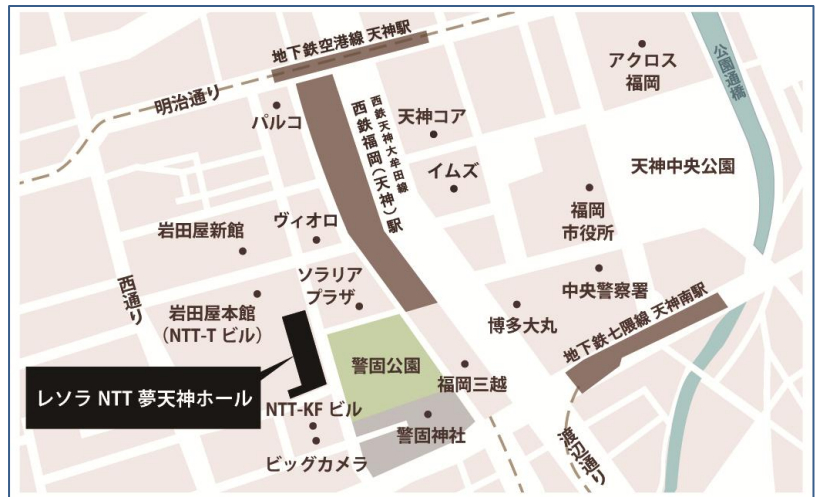 地下鉄空港線 天神駅
アクロス
福岡
公園通橋
明治通り
パルコ
西鉄天神大牟田線
西鉄福岡(天神)駅
天神コア
イムズ
天神中央公園
福岡
市役所
岩田屋新館
ヴィオロ
西通り
ソラリア
プラザ
中央警察署
岩田屋本館
(NTT-T ビル)
博多大丸
地下鉄七隈線 天神南駅
警固公園
福岡三越
レソラ NTT 夢天神ホール
NTT-KF ビル
警固神社
ビッグカメラ
渡辺通り